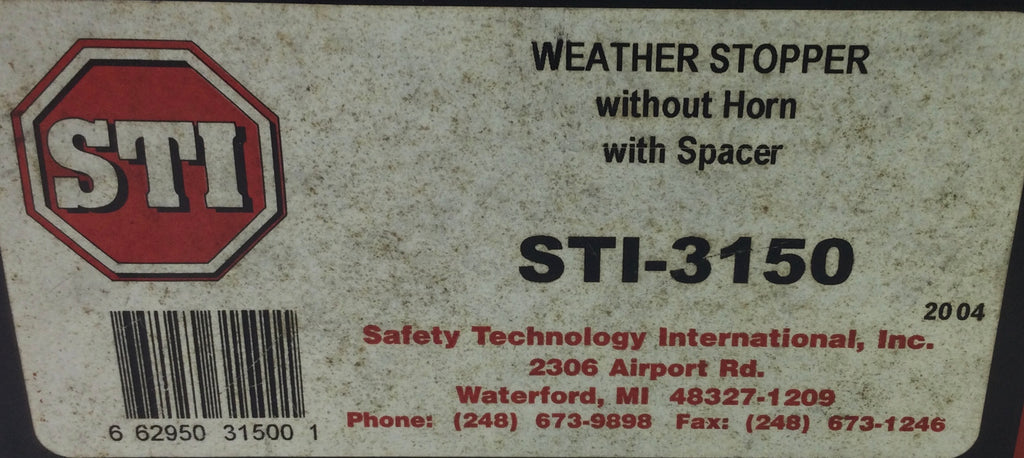 STI
WEATHER STOPPER
without Horn
with Spacer
STI-3150
2004
Safety Technology International, Inc.
2306 Airport Rd.
Waterford, MI 48327-1209
Phone: (248) 673-9898 Fax: (248) 673-1246
6 62950 31500 1